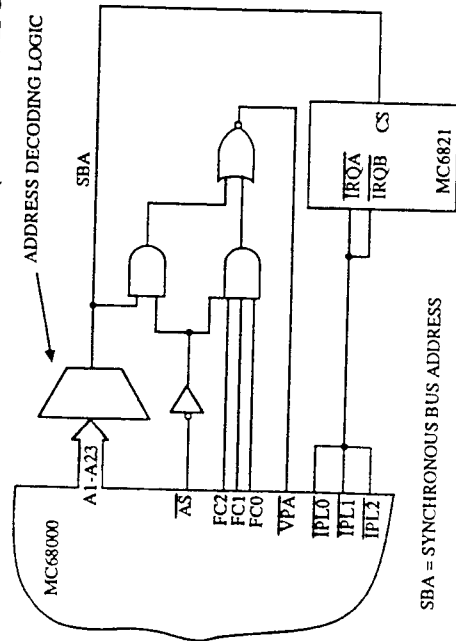 ADDRESS DECODING LOGIC
SBA
MC68000
A1-A23
AS
FC2
FC1
FC0
VPA
IPL0
IPL1
IPL2
IRQA
IRQB
CS
MC6821
SBA = SYNCHRONOUS BUS ADDRESS